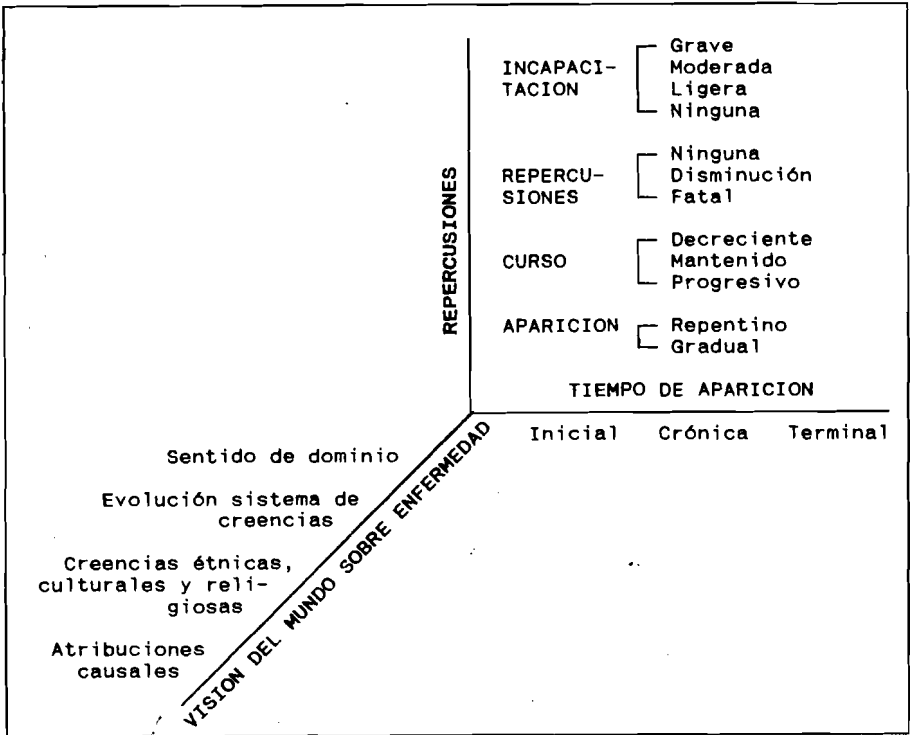 REPERCUSIONES
INCAPACI-
TACION
Grave
Moderada
Ligera
Ninguna
REPERCU-
SIONES
Ninguna
Disminución
Fatal
CURSO
Decreciente
Mantenido
Progresivo
APARICION
Repentino
Gradual
TIEMPO DE APARICION
Inicial Crónica Terminal
VISION DEL MUNDO SOBRE ENFERMEDAD
Sentido de dominio
Evolución sistema de
creencias
Creencias étnicas,
culturales y reli-
giosas
Atribuciones
causales